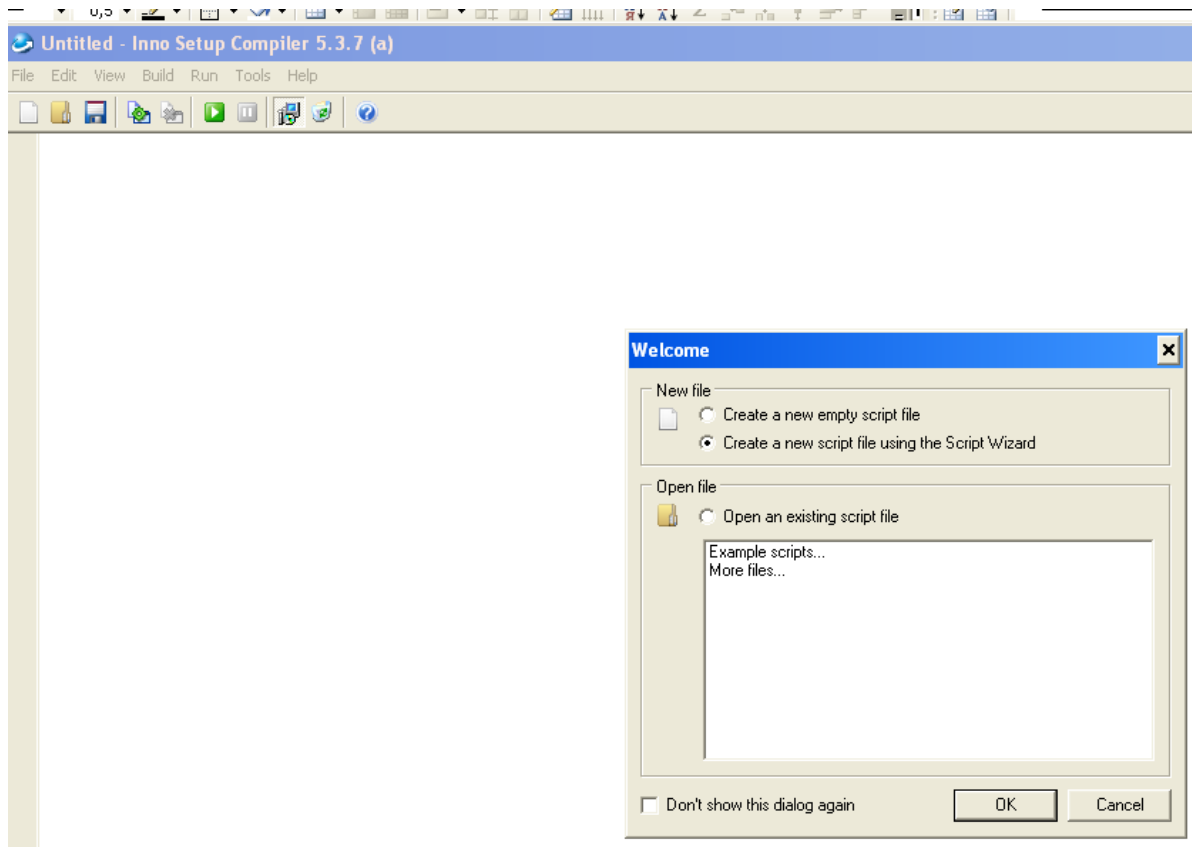 0,5
Untitled - Inno Setup Compiler 5.3.7 (a)
File Edit View Build Run Tools Help
Welcome
New file
Create a new empty script file
Create a new script file using the Script Wizard
Open file
Open an existing script file
Example scripts...
More files...
Don't show this dialog again
OK Cancel